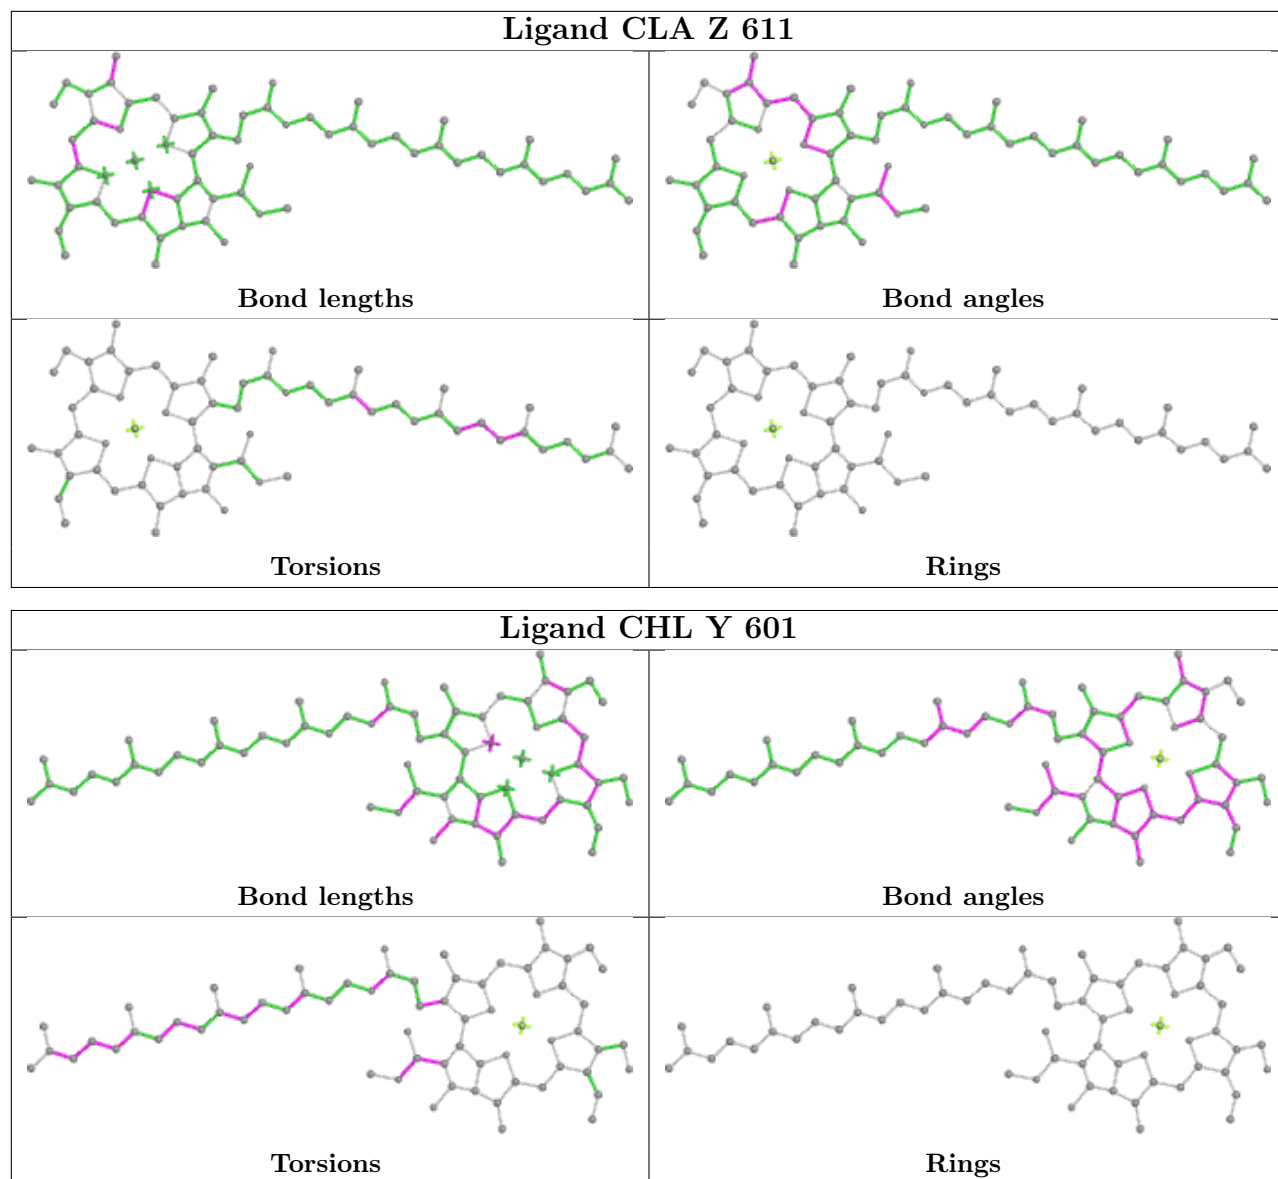 Ligand CLA Z 611
Bond lengths
Bond angles
Torsions
Rings
Ligand CHL Y 601
Bond lengths
Bond angles
Torsions
Rings